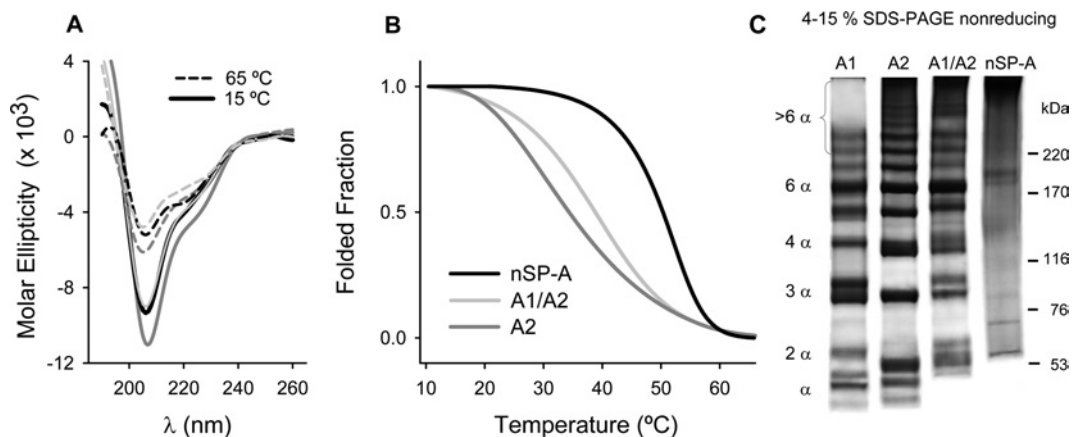 A
B
C
4-15 % SDS-PAGE nonreducing
A1
A2
A1/A2
nSP-A
65 ºC
15 ºC
Molar Ellipticity (x 10³)
4
0
-4
-8
-12
200
220
240
260
λ (nm)
Folded Fraction
1.0
0.5
0.0
nSP-A
A1/A2
A2
10
20
30
40
50
60
Temperature (ºC)
>6 α
6 α
4 α
3 α
2 α
α
kDa
220
170
116
76
53